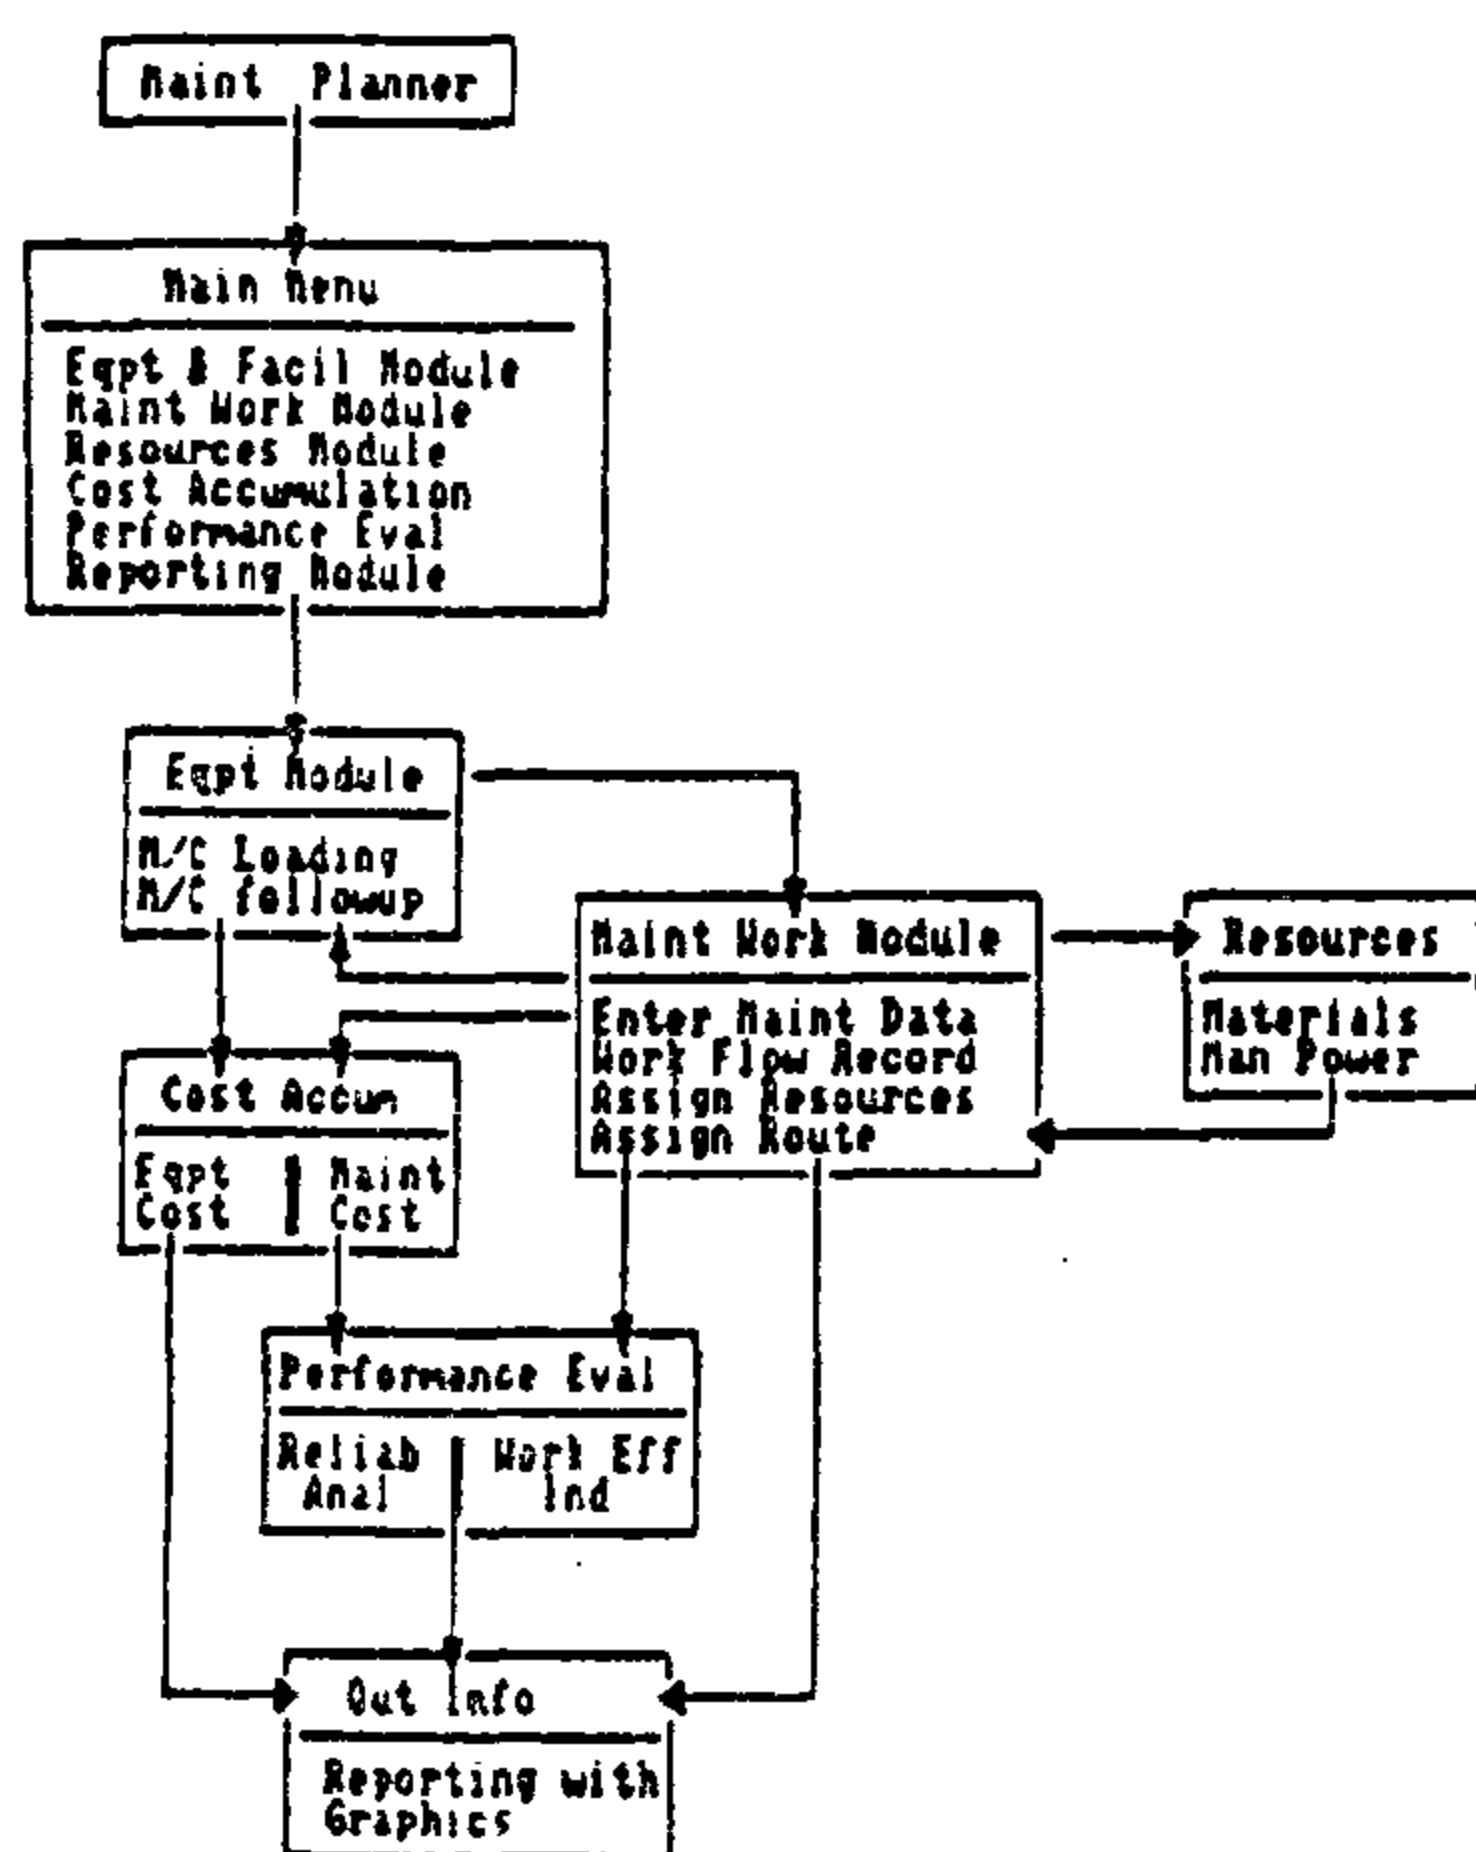 Maint Planner
Main Menu
Eqpt & Facil Module
Maint Work Module
Resources Module
Cost Accumulation
Performance Eval
Reporting Module
Eqpt Module
M/C Loading
M/C followup
Maint Work Module
Enter Maint Data
Work Flow Record
Assign Resources
Assign Route
Resources
Materials
Man Power
Cost Accum
Eqpt
Cost
Maint
Cost
Performance Eval
Reliab
Anal
Work Eff
Ind
Out Info
Reporting with
Graphics